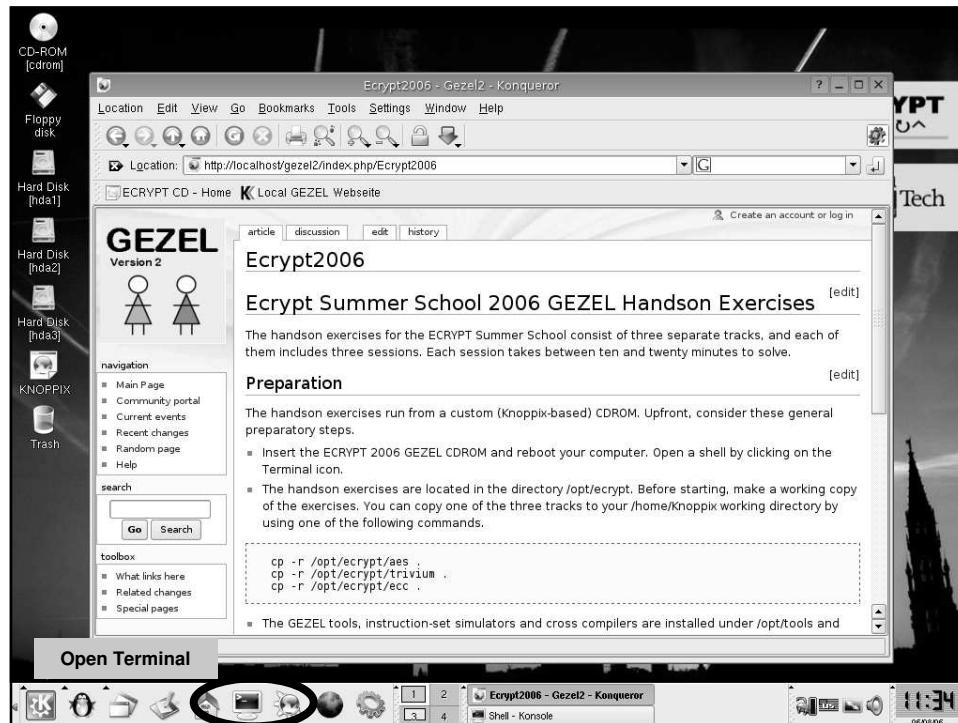 CD-ROM
[cdrom]
Floppy
disk
Hard Disk
[hda1]
Hard Disk
[hda2]
Hard Disk
[hda3]
KNOPPIX
Trash
Ecrypt2006 - Gezel2 - Konqueror
Location Edit View Go Bookmarks Tools Settings Window Help
Location: http://localhost/gezel2/index.php/Ecrypt2006
G
ECRYPT CD - Home Local GEZEL Webseite
YPT
Tech
Create an account or log in
GEZEL
Version 2
article discussion edit history
Ecrypt2006
Ecrypt Summer School 2006 GEZEL Handson Exercises [edit]
The handson exercises for the ECRYPT Summer School consist of three separate tracks, and each of
them includes three sessions. Each session takes between ten and twenty minutes to solve.
Preparation [edit]
The handson exercises run from a custom (Knoppix-based) CDROM. Upfront, consider these general
preparatory steps.
Insert the ECRYPT 2006 GEZEL CDROM and reboot your computer. Open a shell by clicking on the
Terminal icon.
The handson exercises are located in the directory /opt/ecrypt. Before starting, make a working copy
of the exercises. You can copy one of the three tracks to your /home/Knoppix working directory by
using one of the following commands.
cp -r /opt/ecrypt/aes .
cp -r /opt/ecrypt/trivium .
cp -r /opt/ecrypt/ecc .
The GEZEL tools, instruction-set simulators and cross compilers are installed under /opt/tools and
navigation
Main Page
Community portal
Current events
Recent changes
Random page
Help
search
Go Search
toolbox
What links here
Related changes
Special pages
Open Terminal
1 2
3 4
Ecrypt2006 - Gezel2 - Konqueror
Shell - Konsole
11:34